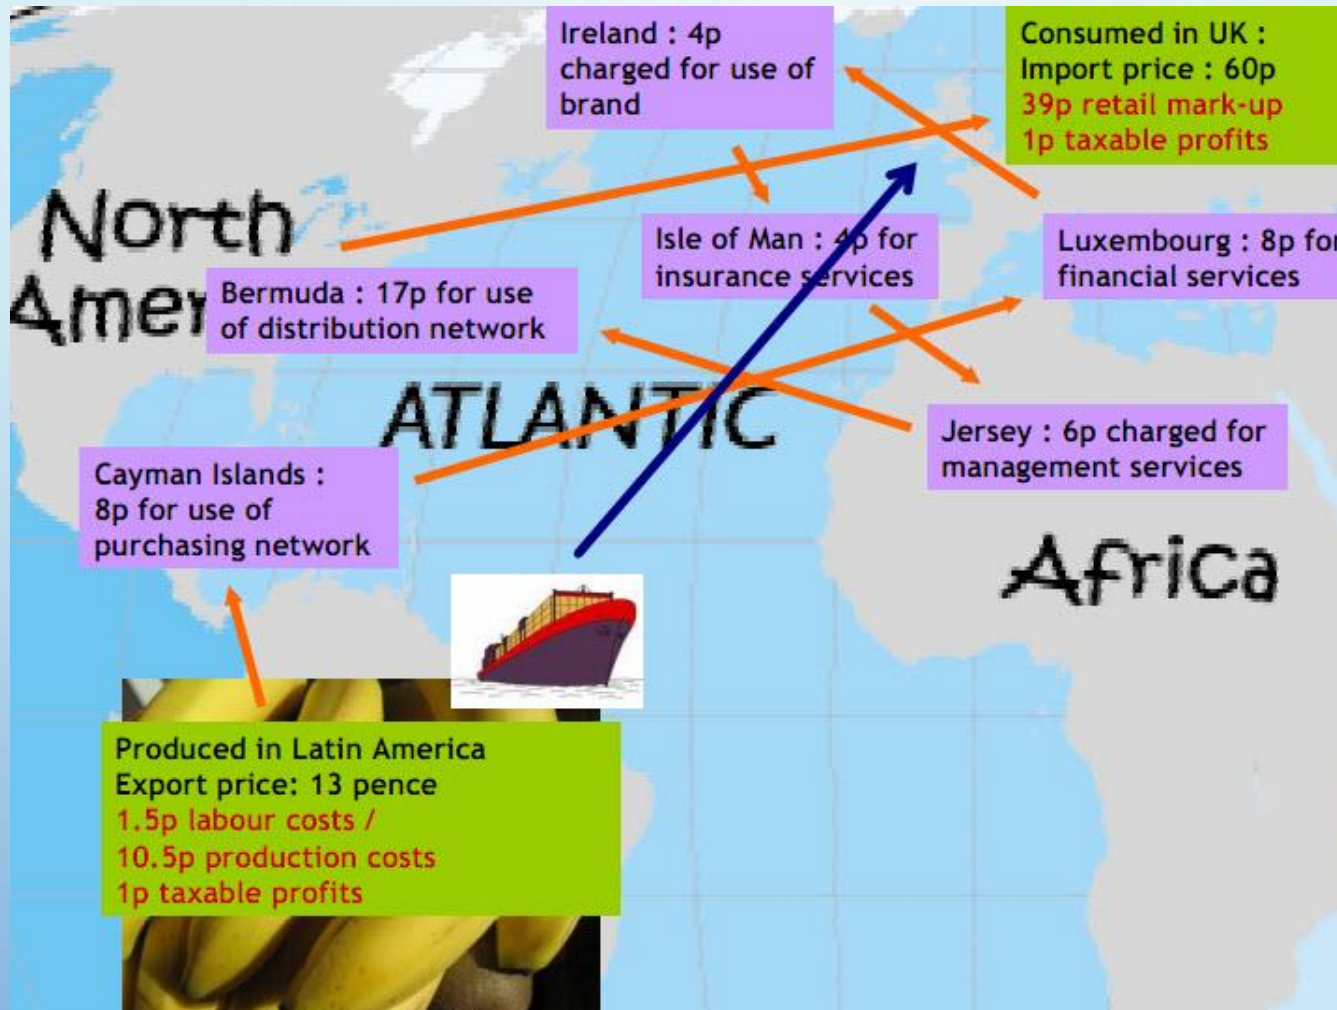 Ireland : 4p
charged for use of
brand
Consumed in UK :
Import price : 60p
39p retail mark-up
1p taxable profits
North
Amer
Isle of Man : 4p for
insurance services
Luxembourg : 8p for
financial services
Bermuda : 17p for use
of distribution network
ATLANTIC
Jersey : 6p charged for
management services
Cayman Islands :
8p for use of
purchasing network
Africa
Produced in Latin America
Export price: 13 pence
1.5p labour costs /
10.5p production costs
1p taxable profits